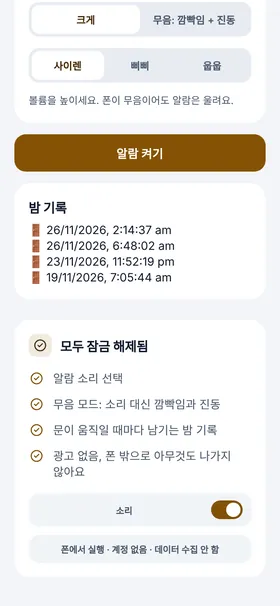 크게
무음: 깜빡임 + 진동
사이렌
삐삐
웁웁
볼륨을 높이세요. 폰이 무음이어도 알람은 울려요.
알람 켜기
밤 기록
26/11/2026, 2:14:37 am
26/11/2026, 6:48:02 am
23/11/2026, 11:52:19 pm
19/11/2026, 7:05:44 am
모두 잠금 해제됨
알람 소리 선택
무음 모드: 소리 대신 깜빡임과 진동
문이 움직일 때마다 남기는 밤 기록
광고 없음, 폰 밖으로 아무것도 나가지
않아요
소리
폰에서 실행 · 계정 없음 · 데이터 수집 안 함